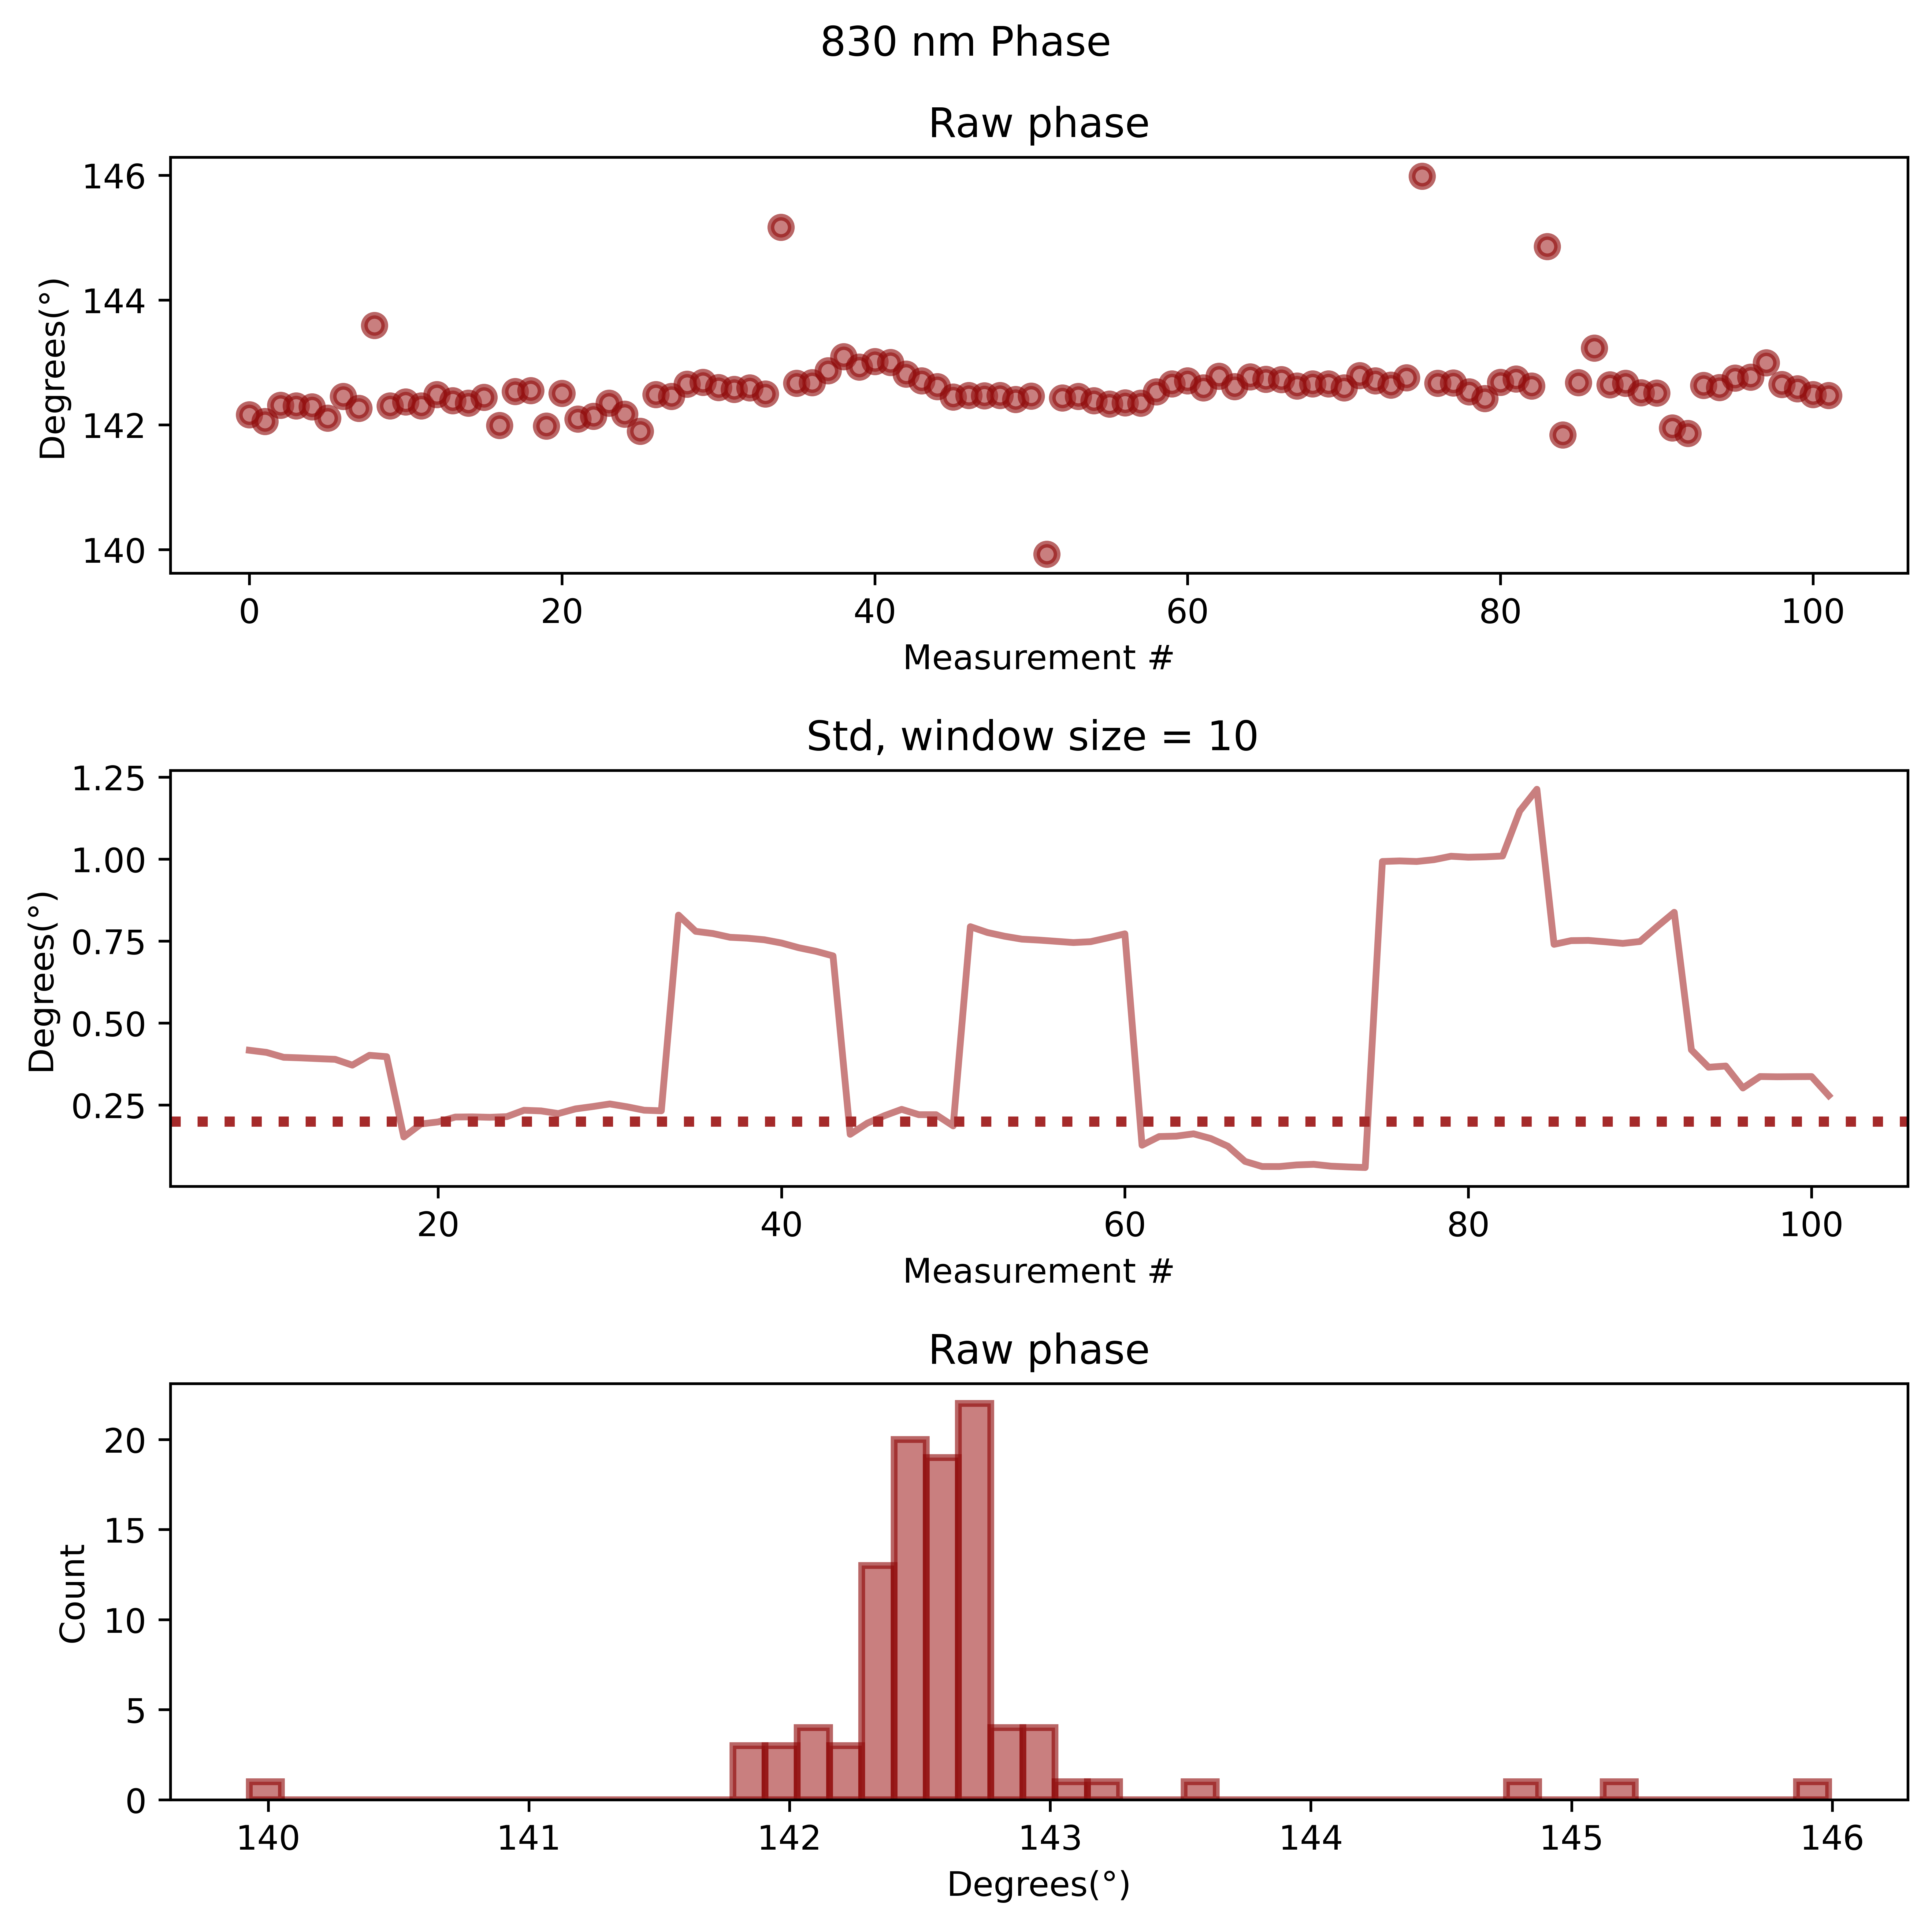 830 nm Phase
Raw phase
146
144
142
140
Degrees(°)
0 20 40 60 80 100
Measurement #
Std, window size = 10
1.25
1.00
0.75
0.50
0.25
Degrees(°)
20 40 60 80 100
Measurement #
Raw phase
20
15
10
5
0
Count
140 141 142 143 144 145 146
Degrees(°)